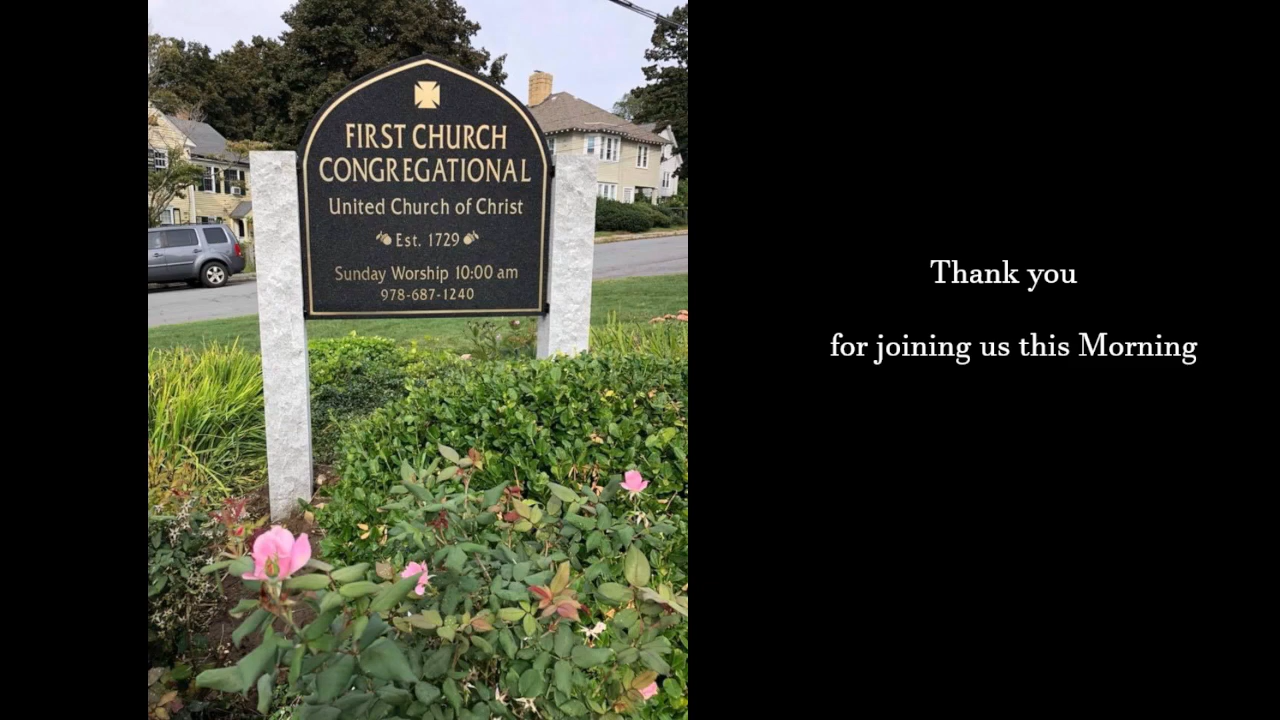 FIRST CHURCH
CONGREGATIONAL
United Church of Christ
Est. 1729
Sunday Worship 10:00 am
978-687-1240
Thank you
for joining us this Morning